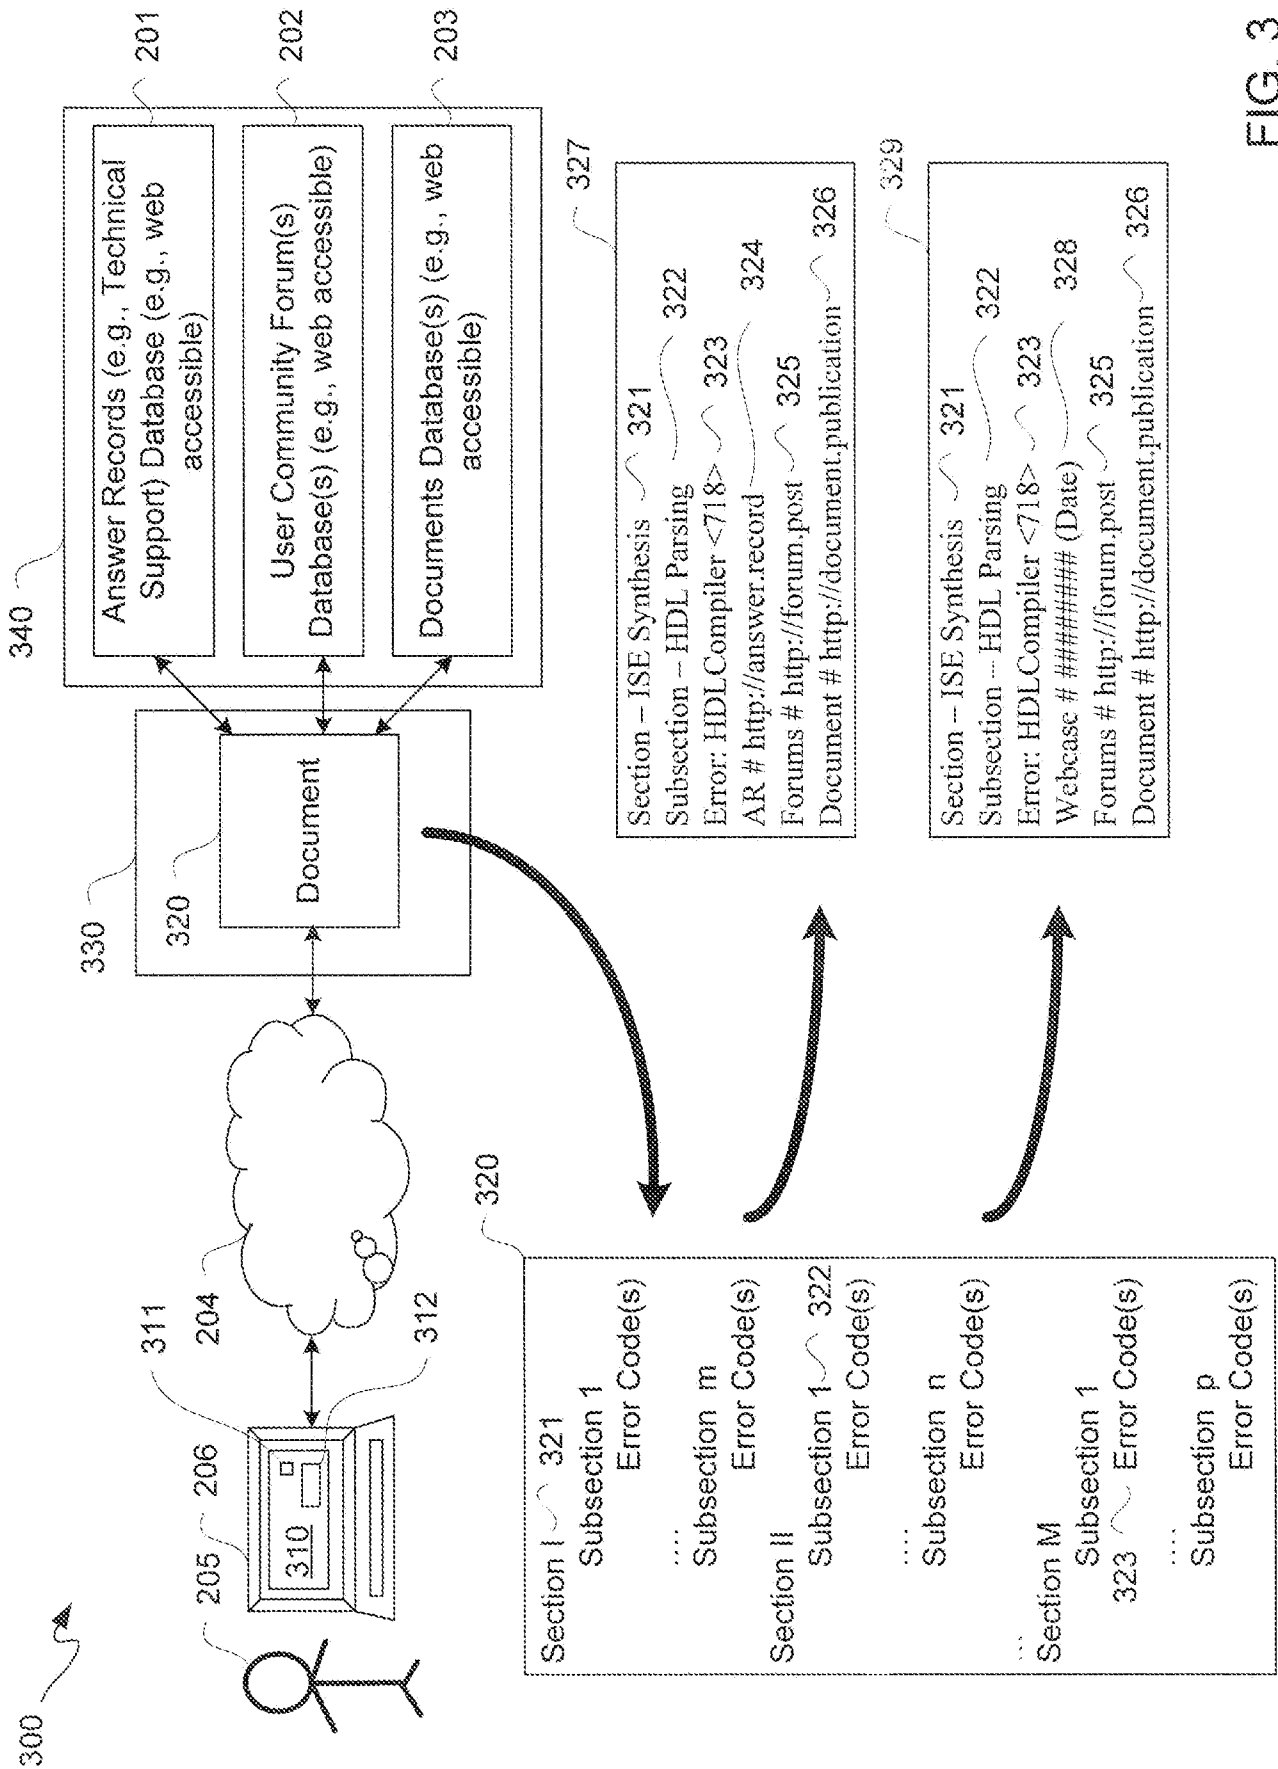 300
205
206
310
311
312
204
330
320
Document
340
Answer Records (e.g., Technical
Support) Database (e.g., web
accessible)
201
User Community Forum(s)
Database(s) (e.g., web accessible)
202
Documents Database(s) (e.g., web
accessible)
203
320
Section I 321
Subsection 1
Error Code(s)
....
Subsection m
Error Code(s)
Section II
Subsection 1 322
Error Code(s)
....
Subsection n
Error Code(s)
...
Section M
Subsection 1
323 Error Code(s)
....
Subsection p
Error Code(s)
327
Section – ISE Synthesis 321
Subsection – HDL Parsing 322
Error: HDLCompiler <718> 323
AR # http://answer.record 324
Forums # http://forum.post 325
Document # http://document.publication 326
329
Section – ISE Synthesis 321
Subsection – HDL Parsing 322
Error: HDLCompiler <718> 323
Webcase # ####### (Date) 328
Forums # http://forum.post 325
Document # http://document.publication 326
FIG. 3